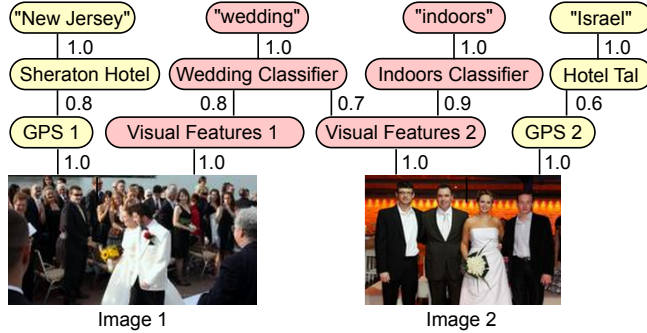 "New Jersey" "wedding" "indoors" "Israel"
1.0 1.0 1.0 1.0
Sheraton Hotel Wedding Classifier Indoors Classifier Hotel Tal
0.8 0.8 0.7 0.9 0.6
GPS 1 Visual Features 1 Visual Features 2 GPS 2
1.0 1.0 1.0 1.0
Image 1 Image 2